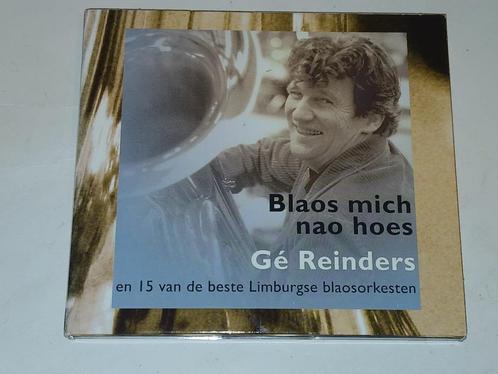 Blaos mich
nao hoes
Gé Reinders
en 15 van de beste Limburgse blaosorkesten